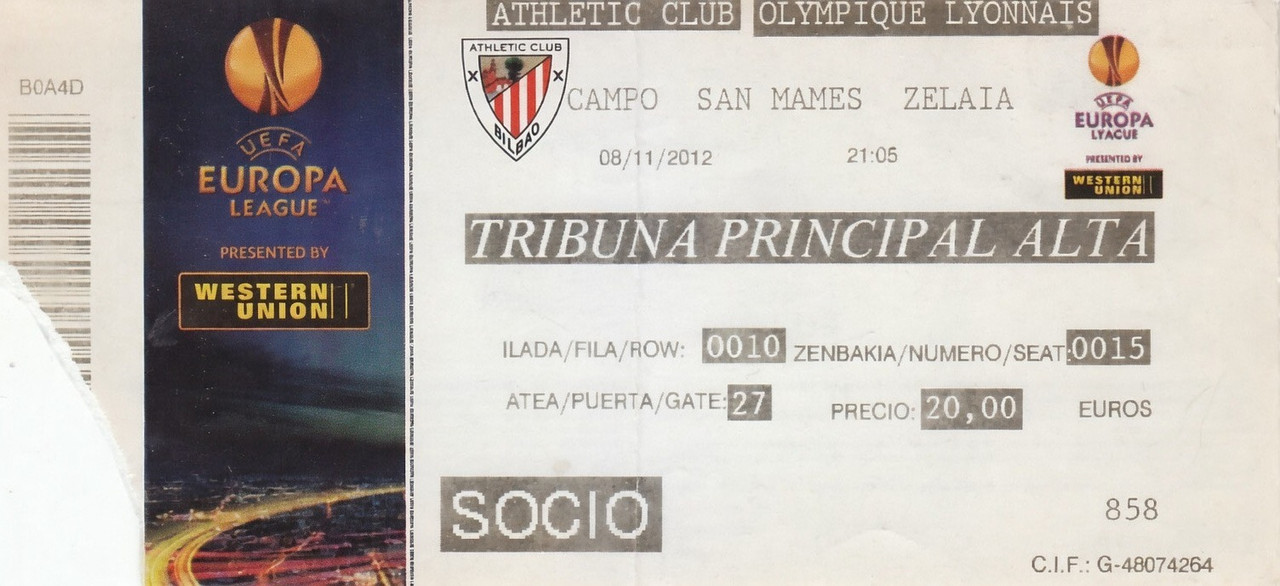 ATHLETIC CLUB OLYMPIQUE LYONNAIS
B0A4D
UEFA
EUROPA
LEAGUE™
PRESENTED BY
WESTERN
UNION
ATHLETIC CLUB
BILBAO
CAMPO SAN MAMES ZELAIA
08/11/2012 21:05
UEFA
EUROPA
LEAGUE
PRESENTED BY
WESTERN
UNION
TRIBUNA PRINCIPAL ALTA
ILADA/FILA/ROW: 0010 ZENBAKIA/NUMERO/SEAT:0015
ATEA/PUERTA/GATE: 27 PRECIO: 20,00 EUROS
SOCIO
858
C.I.F.: G-48074264